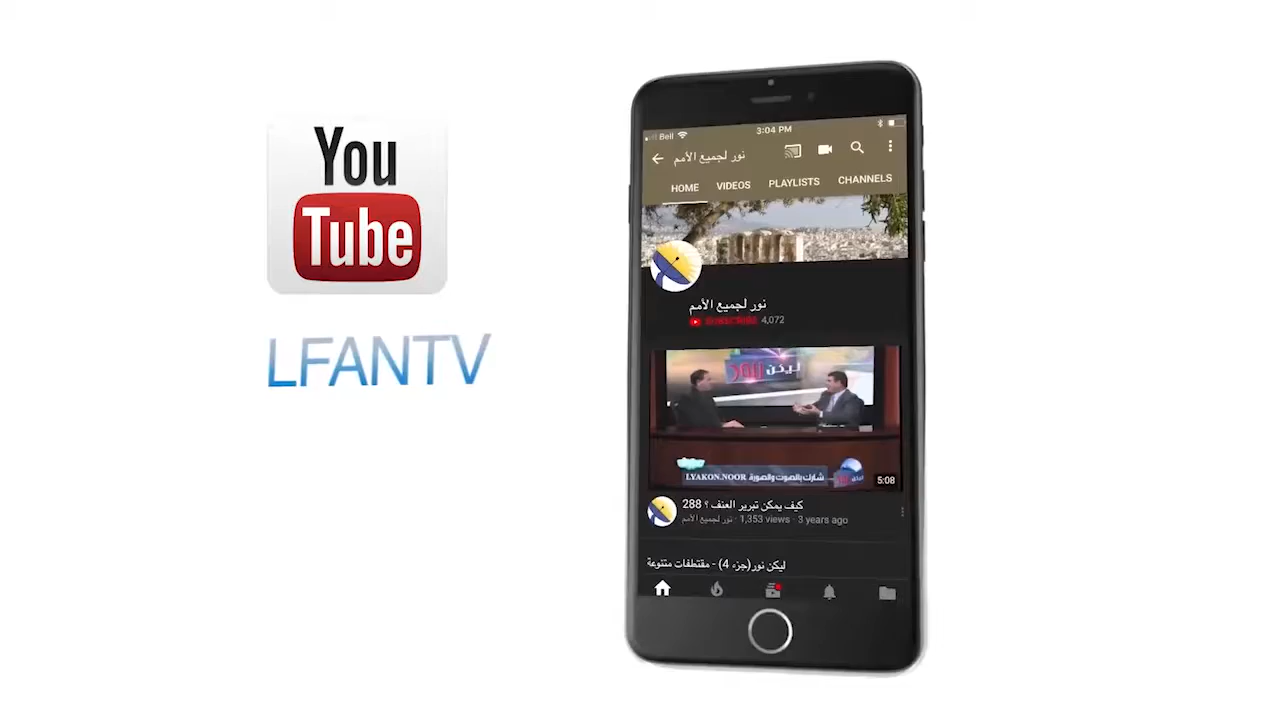 You
Tube
LFANTV
Bell
3:04 PM
نور لجميع الأمم
HOME VIDEOS PLAYLISTS CHANNELS
نور لجميع الأمم
SUBSCRIBE 4,072
ليكن نور
LYAKON.NOOR شارك بالصوت والصورة
5:08
كيف يمكن تبرير العنف ؟ 288
نور لجميع الأمم · 1,353 views · 3 years ago
ليكن نور(جزء 4) - مقتطفات متنوعة